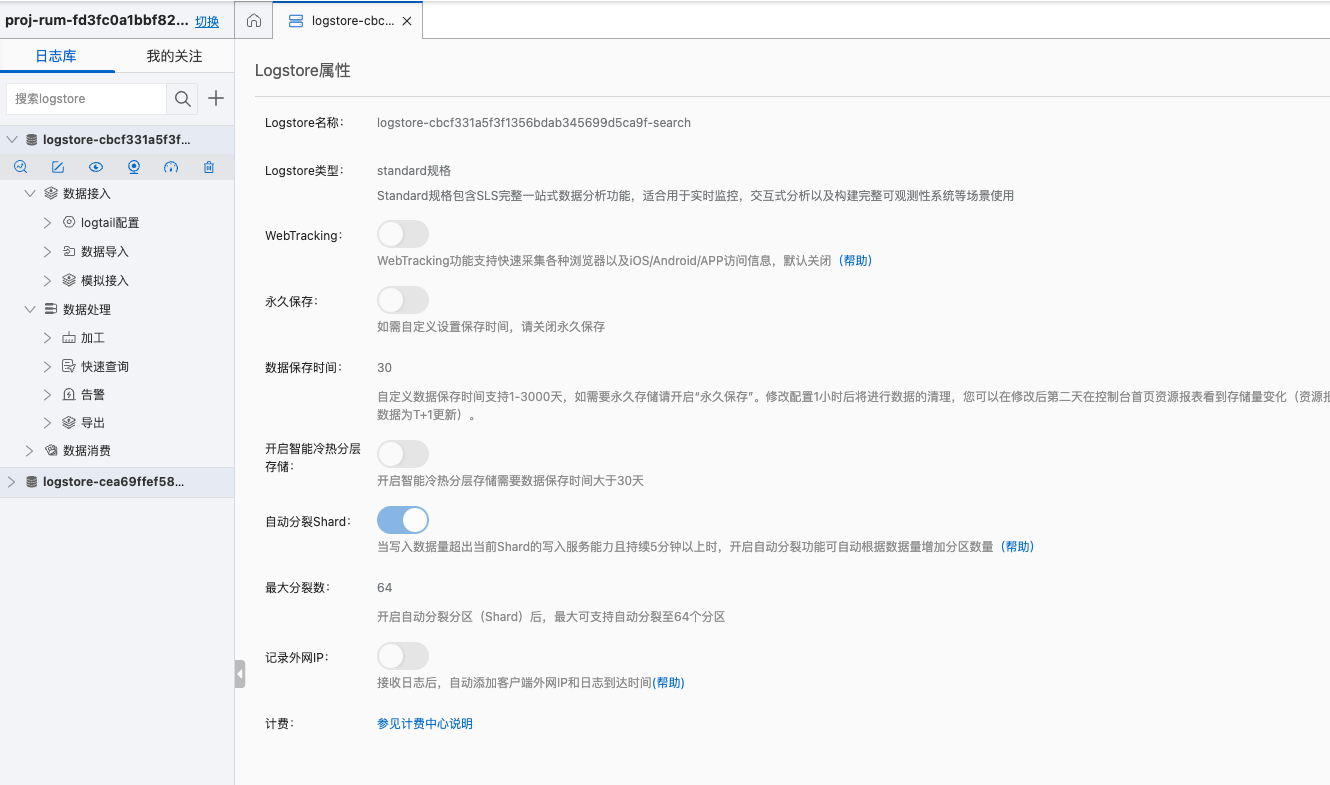 proj-rum-fd3fc0a1bbf82... 切换
logstore-cbc...
日志库 我的关注
搜索logstore
logstore-cbcf331a5f3f...
数据接入
logtail配置
数据导入
模拟接入
数据处理
加工
快速查询
告警
导出
数据消费
logstore-cea69ffef58...
Logstore属性
Logstore名称： logstore-cbcf331a5f3f1356bdab345699d5ca9f-search
Logstore类型： standard规格
Standard规格包含SLS完整一站式数据分析功能，适合用于实时监控，交互式分析以及构建完整可观测性系统等场景使用
WebTracking：
WebTracking功能支持快速采集各种浏览器以及iOS/Android/APP访问信息，默认关闭（帮助）
永久保存：
如需自定义设置保存时间，请关闭永久保存
数据保存时间： 30
自定义数据保存时间支持1-3000天，如需要永久存储请开启“永久保存”。修改配置1小时后将进行数据的清理，您可以在修改后第二天在控制台首页资源报表看到存储量变化（资源报
数据为T+1更新）。
开启智能冷热分层
存储：
开启智能冷热分层存储需要数据保存时间大于30天
自动分裂Shard：
当写入数据量超出当前Shard的写入服务能力且持续5分钟以上时，开启自动分裂功能可自动根据数据量增加分区数量（帮助）
最大分裂数： 64
开启自动分裂分区（Shard）后，最大可支持自动分裂至64个分区
记录外网IP：
接收日志后，自动添加客户端外网IP和日志到达时间(帮助)
计费： 参见计费中心说明